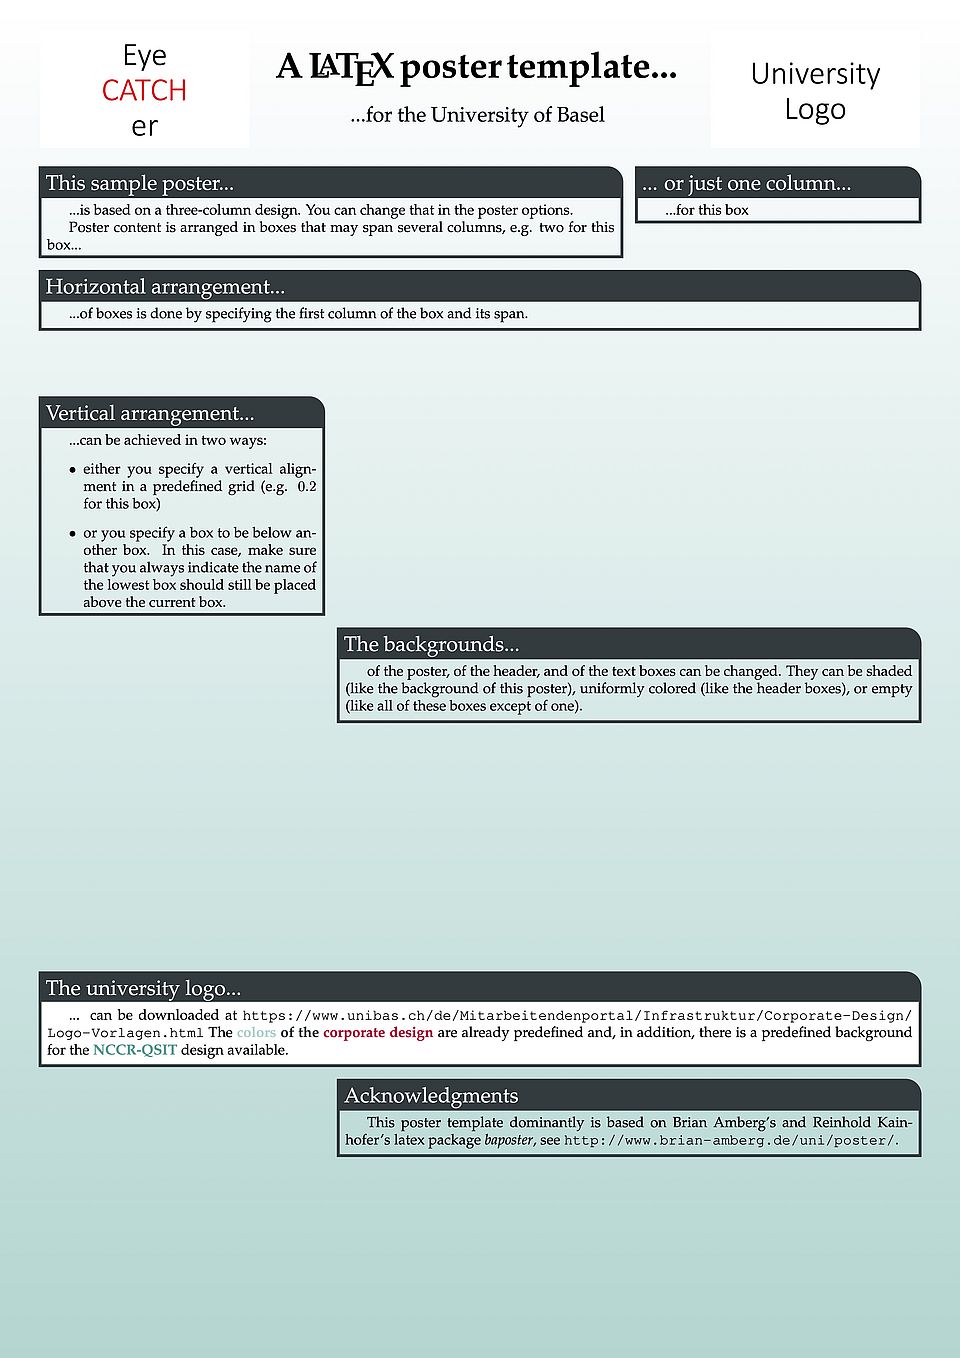 Eye
CATCH
er
A LATEX poster template...
...for the University of Basel
University
Logo
This sample poster...
...is based on a three-column design. You can change that in the poster options.
Poster content is arranged in boxes that may span several columns, e.g. two for this
box...
... or just one column...
...for this box
Horizontal arrangement...
...of boxes is done by specifying the first column of the box and its span.
Vertical arrangement...
...can be achieved in two ways:
• either you specify a vertical align-
ment in a predefined grid (e.g. 0.2
for this box)
• or you specify a box to be below an-
other box. In this case, make sure
that you always indicate the name of
the lowest box should still be placed
above the current box.
The backgrounds...
of the poster, of the header, and of the text boxes can be changed. They can be shaded
(like the background of this poster), uniformly colored (like the header boxes), or empty
(like all of these boxes except of one).
The university logo...
... can be downloaded at https://www.unibas.ch/de/Mitarbeitendenportal/Infrastruktur/Corporate-Design/
Logo-Vorlagen.html The colors of the corporate design are already predefined and, in addition, there is a predefined background
for the NCCR-QSIT design available.
Acknowledgments
This poster template dominantly is based on Brian Amberg's and Reinhold Kain-
hofer's latex package baposter, see http://www.brian-amberg.de/uni/poster/.